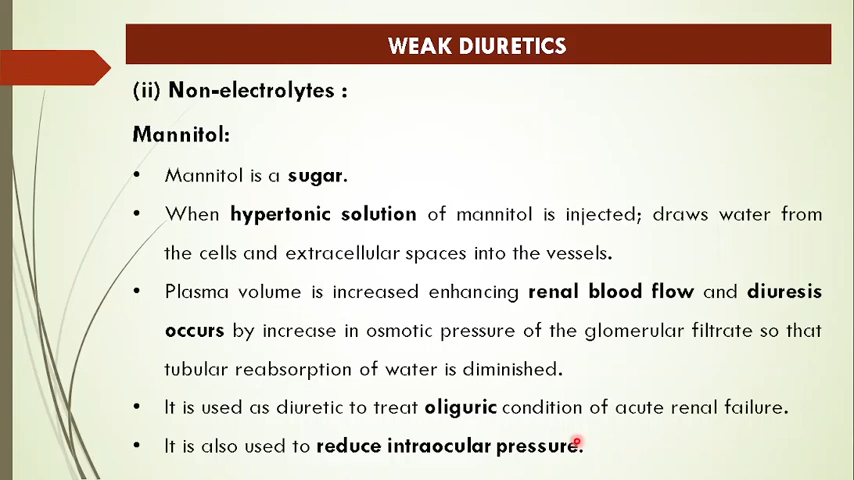 WEAK DIURETICS
(ii) Non-electrolytes :
Mannitol:
• Mannitol is a sugar.
• When hypertonic solution of mannitol is injected; draws water from
the cells and extracellular spaces into the vessels.
• Plasma volume is increased enhancing renal blood flow and diuresis
occurs by increase in osmotic pressure of the glomerular filtrate so that
tubular reabsorption of water is diminished.
• It is used as diuretic to treat oliguric condition of acute renal failure.
• It is also used to reduce intraocular pressure.